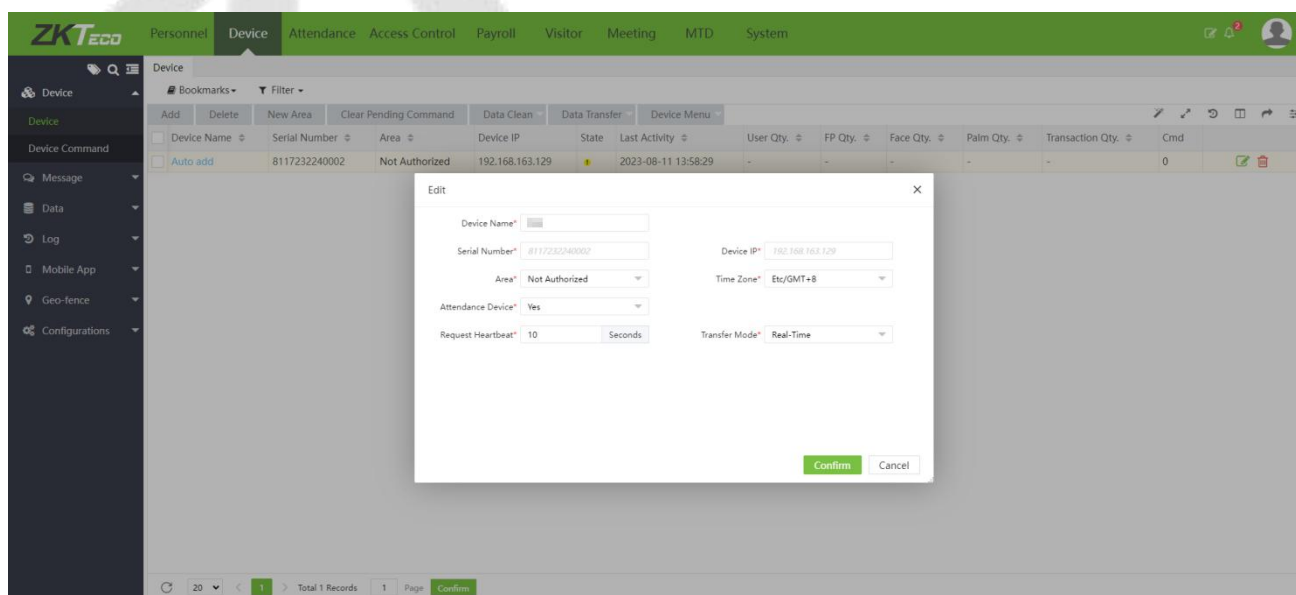 ZKTECO Personnel Device Attendance Access Control Payroll Visitor Meeting MTD System 2
Device
Device Bookmarks Filter
Device Add Delete New Area Clear Pending Command Data Clean Data Transfer Device Menu
Device Command Device Name Serial Number Area Device IP State Last Activity User Qty. FP Qty. Face Qty. Palm Qty. Transaction Qty. Cmd
Auto add 8117232240002 Not Authorized 192.168.163.129 2023-08-11 13:58:29 - - - - - 0
Message
Data
Log
Mobile App
Geo-fence
Configurations
Edit
Device Name*
Serial Number* 8117232240002 Device IP* 192.168.163.129
Area* Not Authorized Time Zone* Etc/GMT+8
Attendance Device* Yes
Request Heartbeat* 10 Seconds Transfer Mode* Real-Time
Confirm Cancel
20 1 Total 1 Records 1 Page Confirm